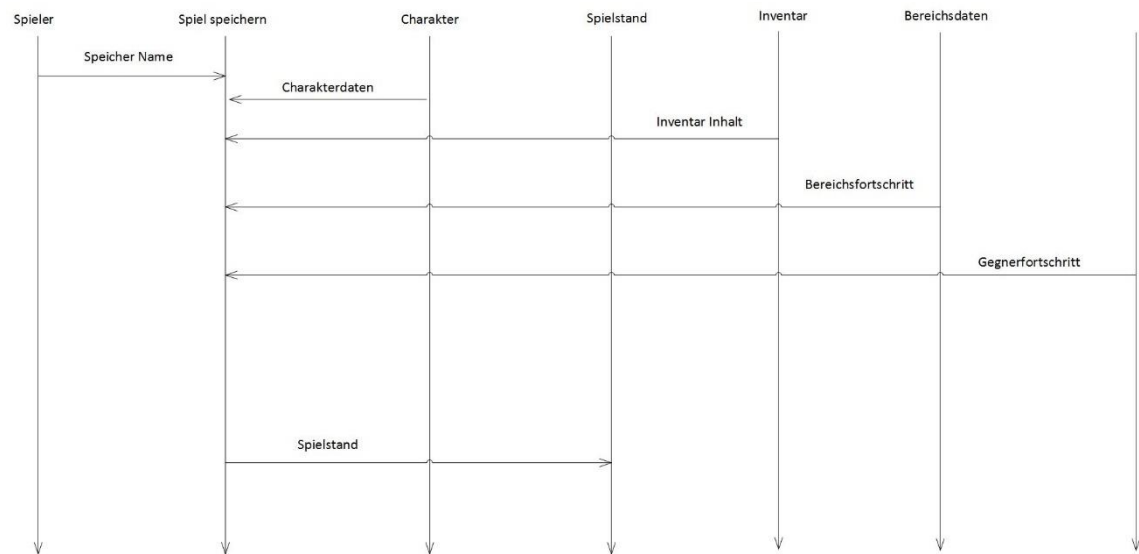 Spieler
Spiel speichern
Charakter
Spielstand
Inventar
Bereichsdaten
Speicher Name
Charakterdaten
Inventar Inhalt
Bereichsfortschritt
Gegnerfortschritt
Spielstand